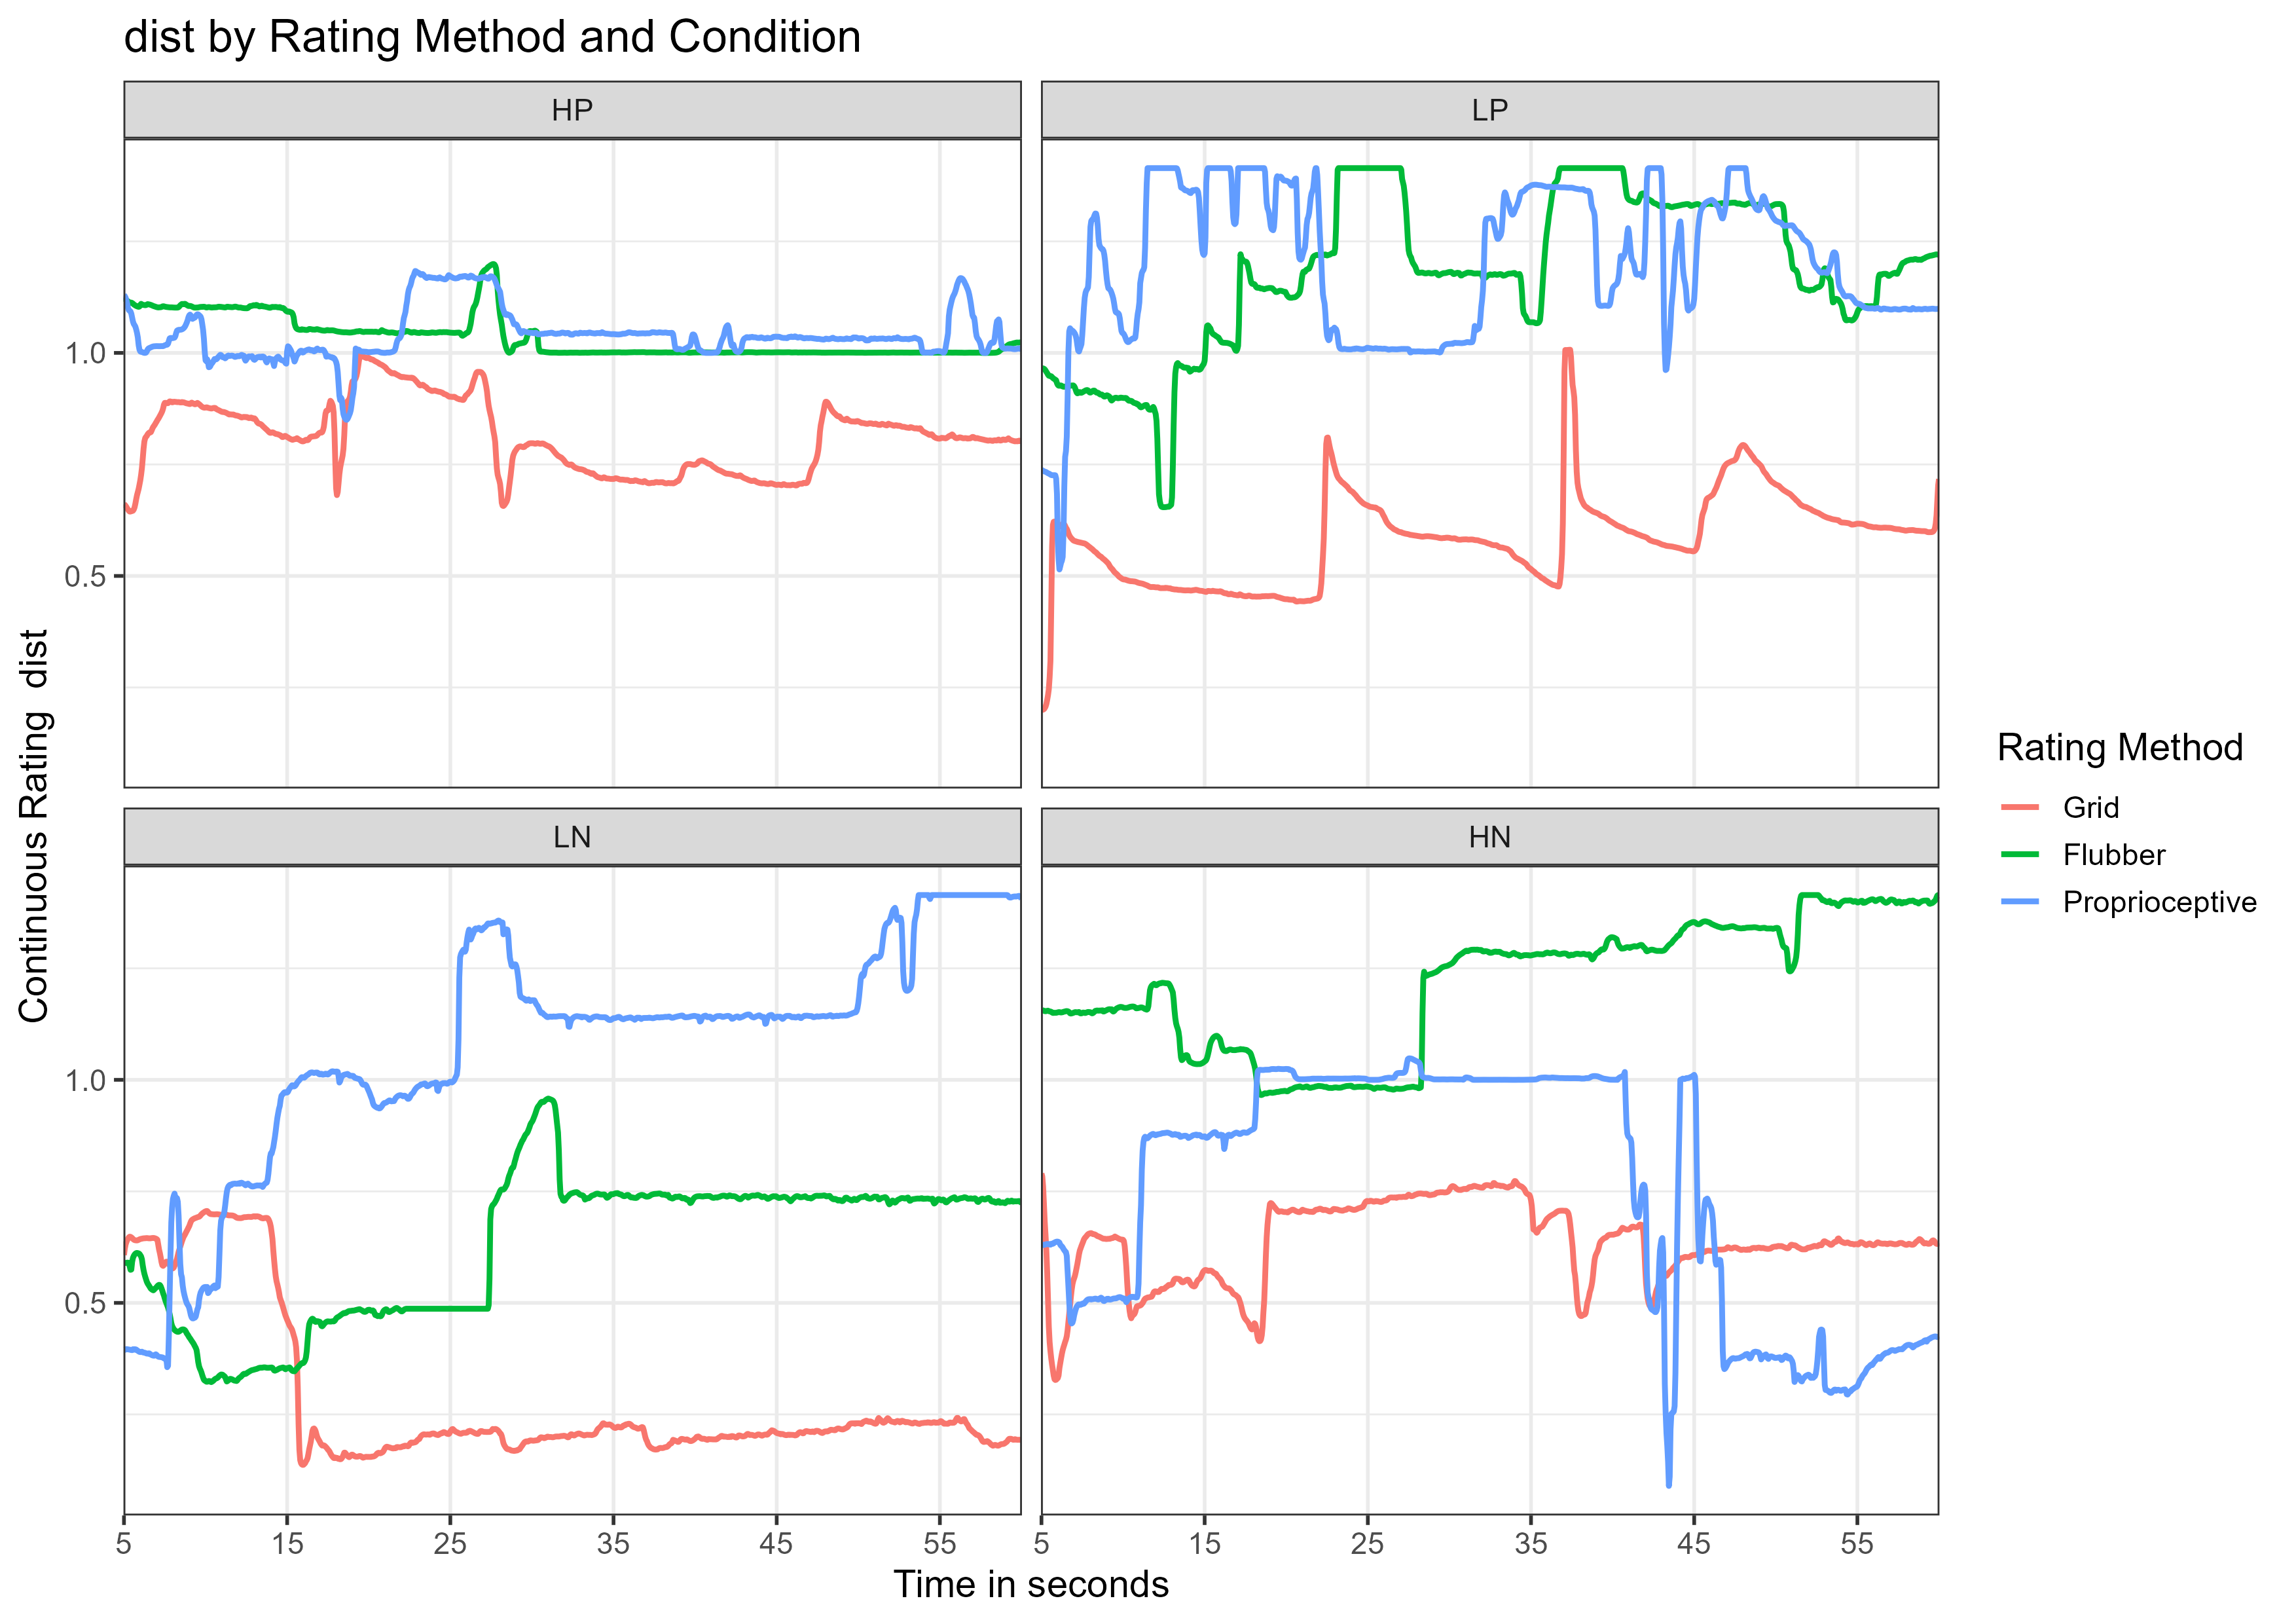 dist by Rating Method and Condition
HP
LP
1.0
0.5
LN
HN
1.0
0.5
5 15 25 35 45 55
5 15 25 35 45 55
Time in seconds
Continuous Rating dist
Rating Method
Grid
Flubber
Proprioceptive